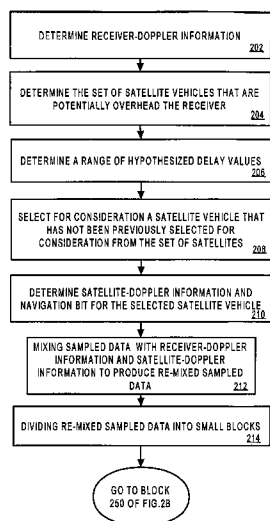 DETERMINE RECEIVER-DOPPLER INFORMATION
202
DETERMINE THE SET OF SATELLITE VEHICLES THAT ARE
POTENTIALLY OVERHEAD THE RECEIVER
204
DETERMINE A RANGE OF HYPOTHESIZED DELAY VALUES
206
SELECT FOR CONSIDERATION A SATELLITE VEHICLE THAT
HAS NOT BEEN PREVIOUSLY SELECTED FOR
CONSIDERATION FROM THE SET OF SATELLITES
208
DETERMINE SATELLITE-DOPPLER INFORMATION AND
NAVIGATION BIT FOR THE SELECTED SATELLITE VEHICLE
210
MIXING SAMPLED DATA WITH RECEIVER-DOPPLER
INFORMATION AND SATELLITE-DOPPLER
INFORMATION TO PRODUCE RE-MIXED SAMPLED
DATA 212
DIVIDING RE-MIXED SAMPLED DATA INTO SMALL BLOCKS
214
GO TO BLOCK
250 OF FIG.2B